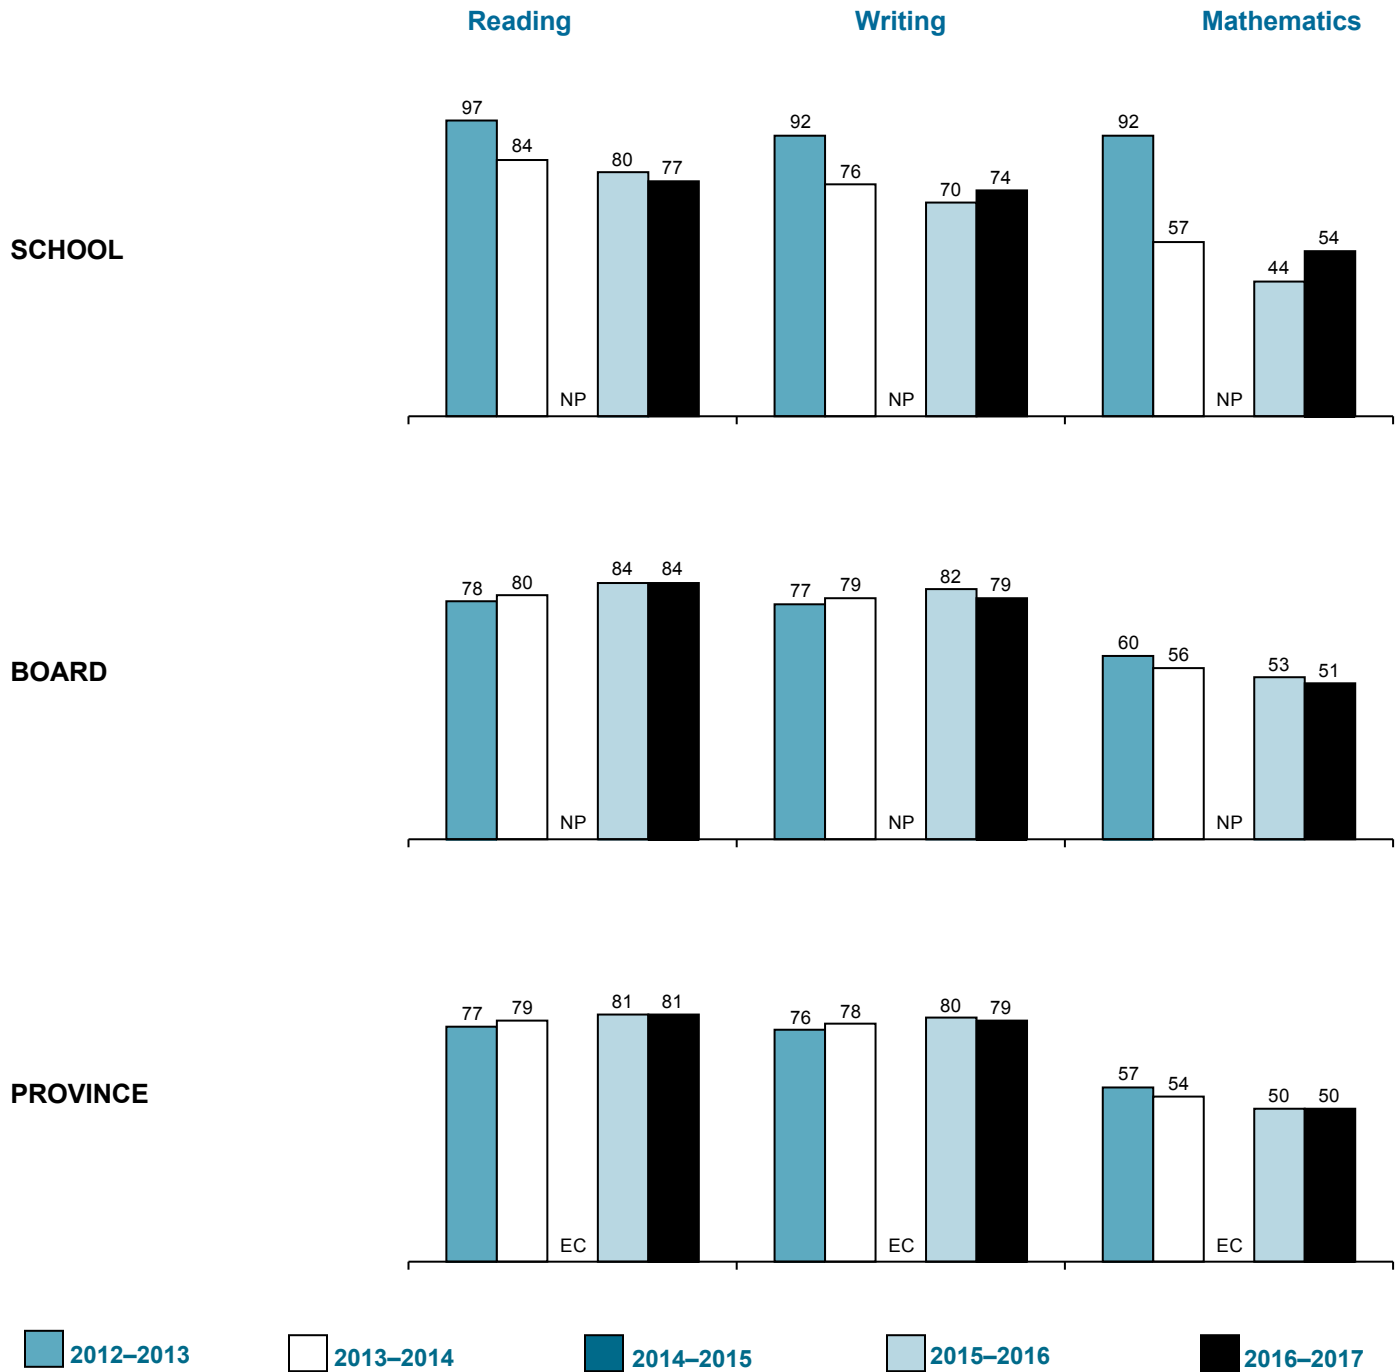 Reading Writing Mathematics
SCHOOL
97 84 NP 80 77 92 76 NP 70 74 92 57 NP 44 54
BOARD
78 80 NP 84 84 77 79 NP 82 79 60 56 NP 53 51
PROVINCE
77 79 EC 81 81 76 78 EC 80 79 57 54 EC 50 50
2012–2013 2013–2014 2014–2015 2015–2016 2016–2017